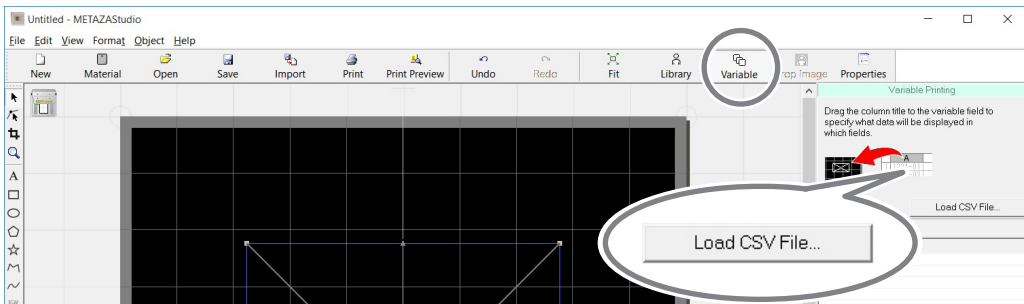 Untitled - METAZAStudio
File Edit View Format Object Help
New Material Open Save Import Print Print Preview Undo Redo Fit Library Variable rop Image Properties
Variable Printing
Drag the column title to the variable field to
specify what data will be displayed in
which fields.
A
Load CSV File...
Load CSV File...
A